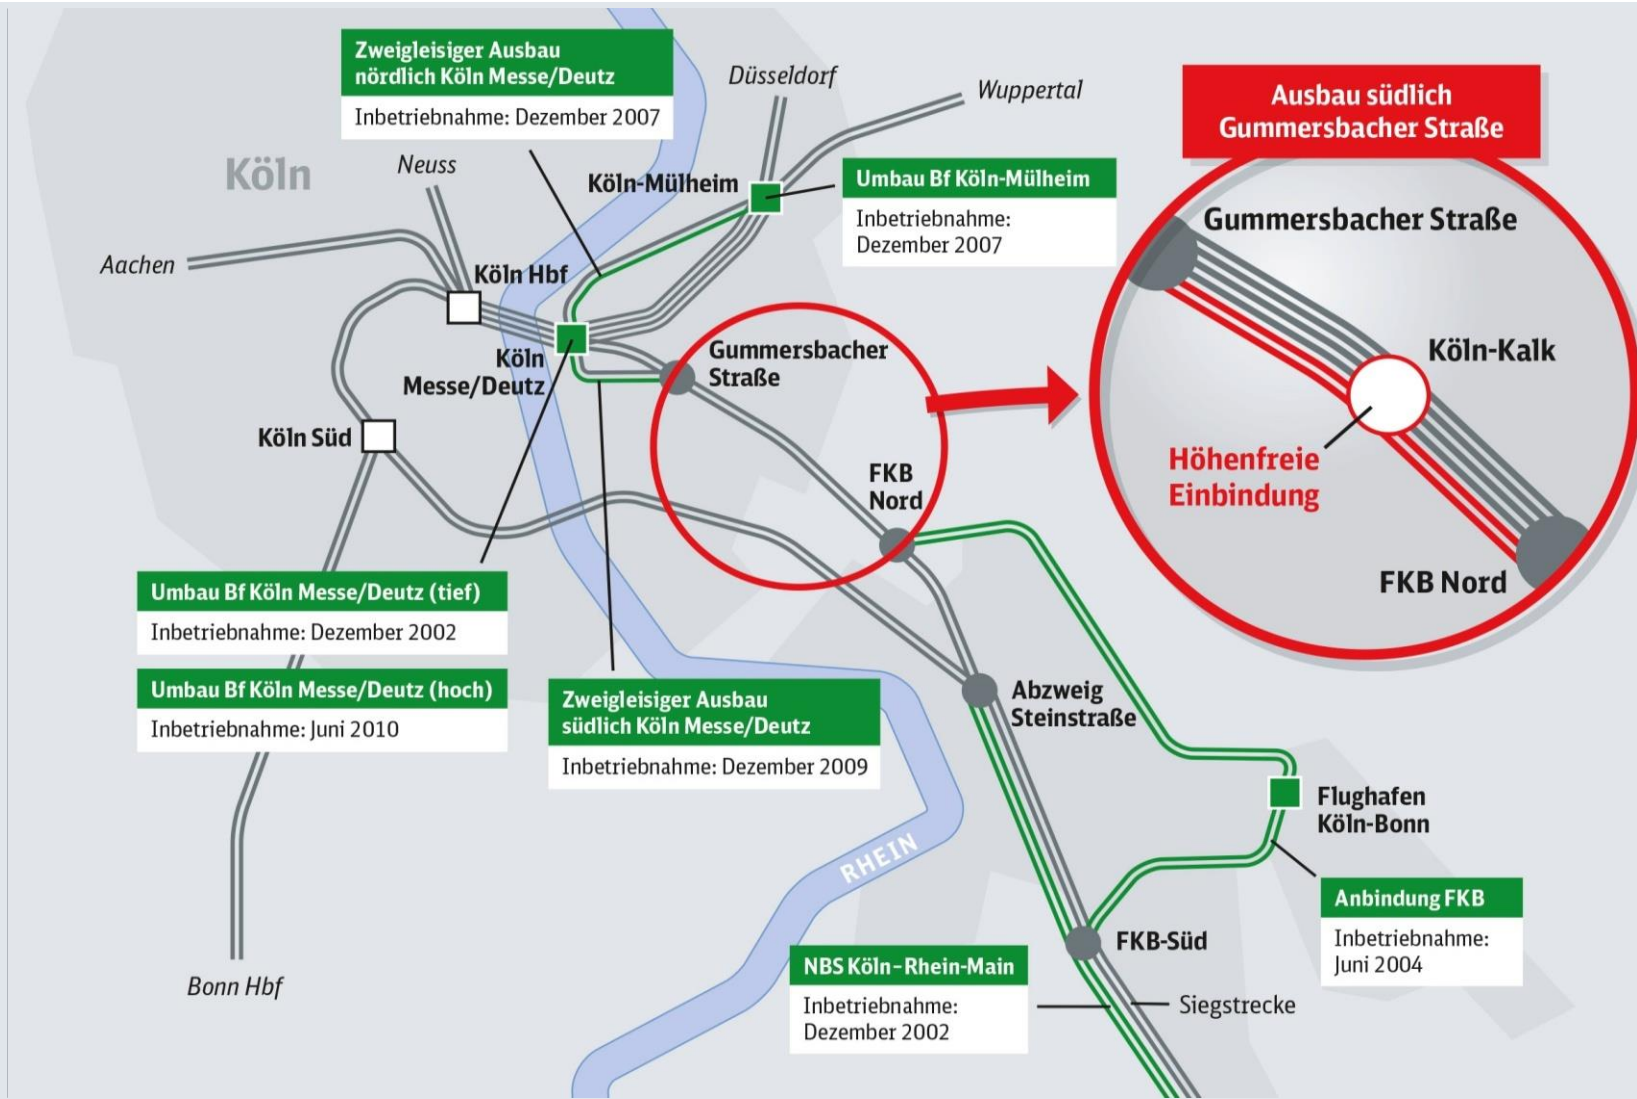 Zweigleisiger Ausbau
nördlich Köln Messe/Deutz
Inbetriebnahme: Dezember 2007
Düsseldorf
Wuppertal
Ausbau südlich
Gummersbacher Straße
Köln
Neuss
Köln-Mülheim
Umbau Bf Köln-Mülheim
Inbetriebnahme:
Dezember 2007
Gummersbacher Straße
Aachen
Köln Hbf
Köln
Messe/Deutz
Gummersbacher
Straße
Köln-Kalk
Köln Süd
Höhenfreie
Einbindung
FKB
Nord
FKB Nord
Umbau Bf Köln Messe/Deutz (tief)
Inbetriebnahme: Dezember 2002
Umbau Bf Köln Messe/Deutz (hoch)
Inbetriebnahme: Juni 2010
Zweigleisiger Ausbau
südlich Köln Messe/Deutz
Inbetriebnahme: Dezember 2009
Abzweig
Steinstraße
Flughafen
Köln-Bonn
RHEIN
Anbindung FKB
Inbetriebnahme:
Juni 2004
FKB-Süd
NBS Köln–Rhein-Main
Inbetriebnahme:
Dezember 2002
Siegstrecke
Bonn Hbf